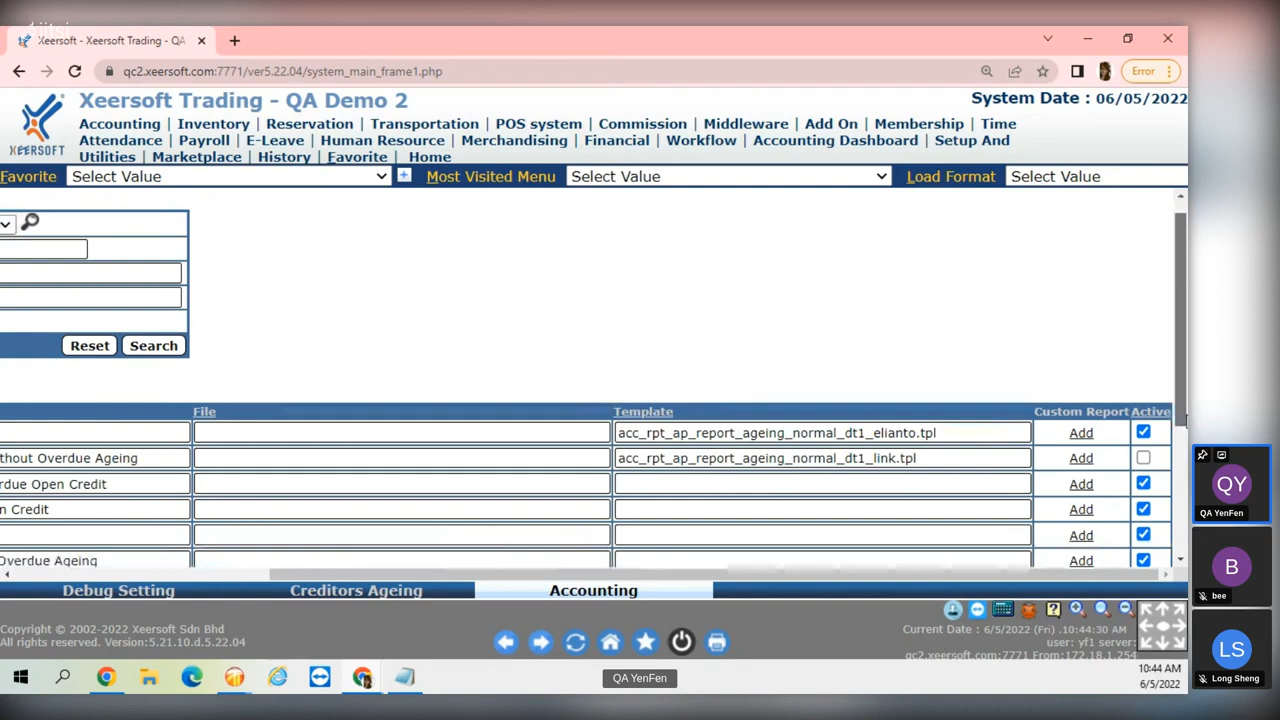 jitsi
Xeersoft - Xeersoft Trading - QA
qc2.xeersoft.com:7771/ver5.22.04/system_main_frame1.php
Error
Xeersoft Trading - QA Demo 2
System Date : 06/05/2022
XEERSOFT
Accounting | Inventory | Reservation | Transportation | POS system | Commission | Middleware | Add On | Membership | Time
Attendance | Payroll | E-Leave | Human Resource | Merchandising | Financial | Workflow | Accounting Dashboard | Setup And
Utilities | Marketplace | History | Favorite | Home
Favorite Select Value Most Visited Menu Select Value Load Format Select Value
Reset Search
File Template Custom Report Active
acc_rpt_ap_report_ageing_normal_dt1_elianto.tpl Add
thout Overdue Ageing acc_rpt_ap_report_ageing_normal_dt1_link.tpl Add
rdue Open Credit Add
n Credit Add
Add
Overdue Ageing Add
Debug Setting Creditors Ageing Accounting
Copyright © 2002-2022 Xeersoft Sdn Bhd
All rights reserved. Version:5.21.10.d.5.22.04
Current Date : 6/5/2022 (Fri) .10:44:30 AM
user: yf1 server:
qc2.xeersoft.com:7771 From:172.18.1.254
10:44 AM
6/5/2022
QA YenFen
QY
QA YenFen
B
bee
LS
Long Sheng